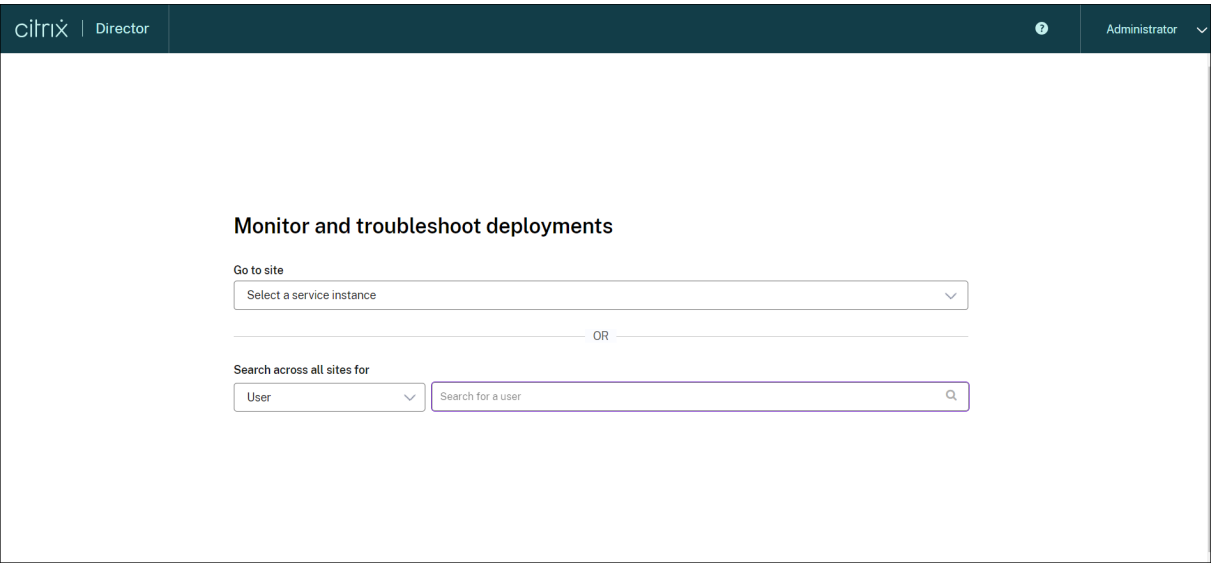 citrix | Director
? Administrator
Monitor and troubleshoot deployments
Go to site
Select a service instance
OR
Search across all sites for
User
Search for a user